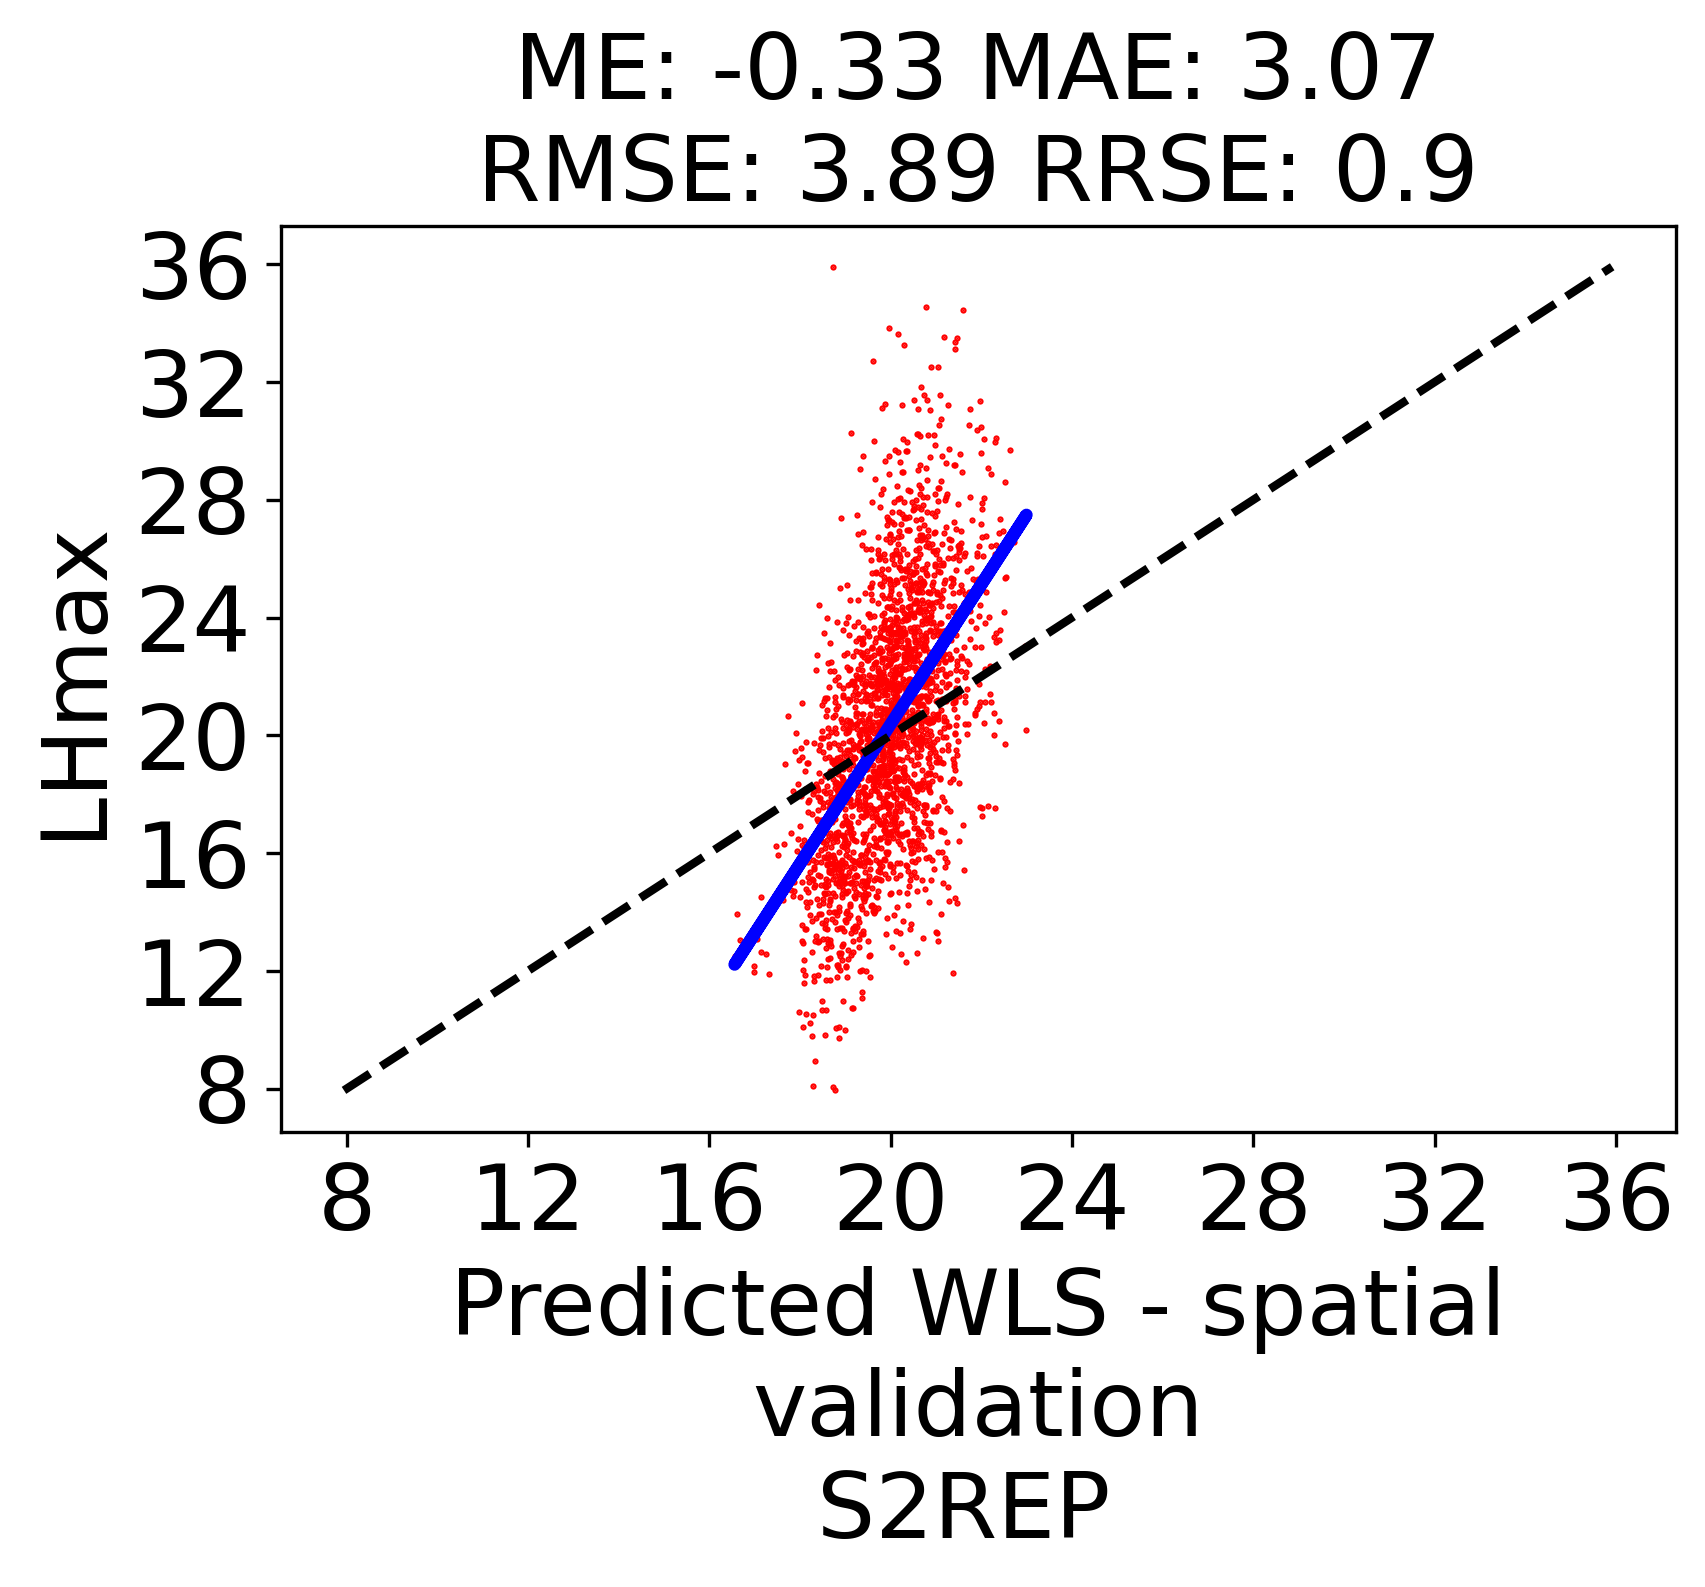 ME: -0.33 MAE: 3.07
RMSE: 3.89 RRSE: 0.9
36
32
28
24
20
16
12
8
LHmax
8 12 16 20 24 28 32 36
Predicted WLS - spatial
validation
S2REP